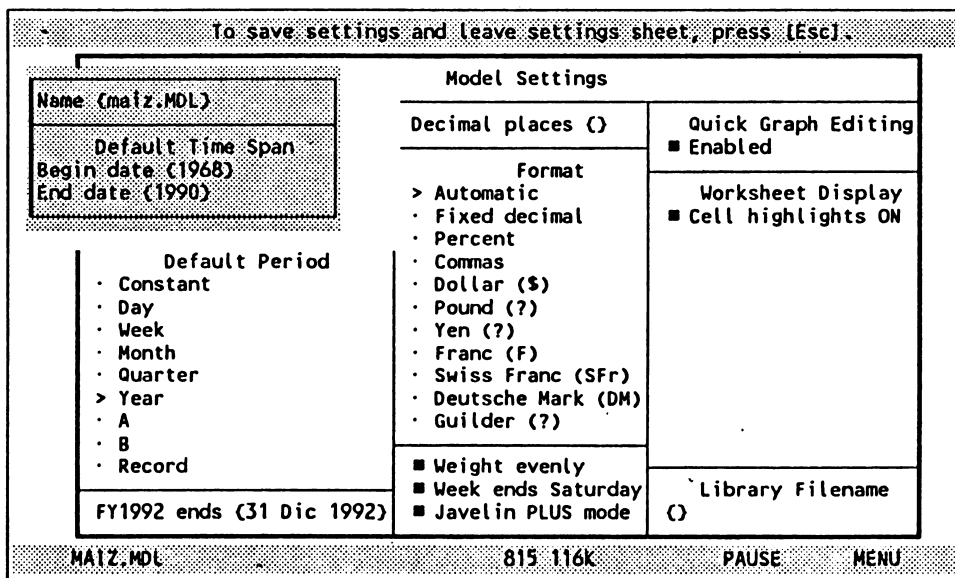 To save settings and leave settings sheet, press [Esc].
Model Settings
Name {maiz.MDL}
Default Time Span
Begin date {1968}
End date {1990}
Default Period
· Constant
· Day
· Week
· Month
· Quarter
> Year
· A
· B
· Record
FY1992 ends {31 Dic 1992}
Decimal places {}
Format
> Automatic
· Fixed decimal
· Percent
· Commas
· Dollar ($)
· Pound (?)
· Yen (?)
· Franc (F)
· Swiss Franc (SFr)
· Deutsche Mark (DM)
· Guilder (?)
■ Weight evenly
■ Week ends Saturday
■ Javelin PLUS mode
Quick Graph Editing
■ Enabled
Worksheet Display
■ Cell highlights ON
Library Filename
{}
MAIZ.MDL 815 116K PAUSE MENU